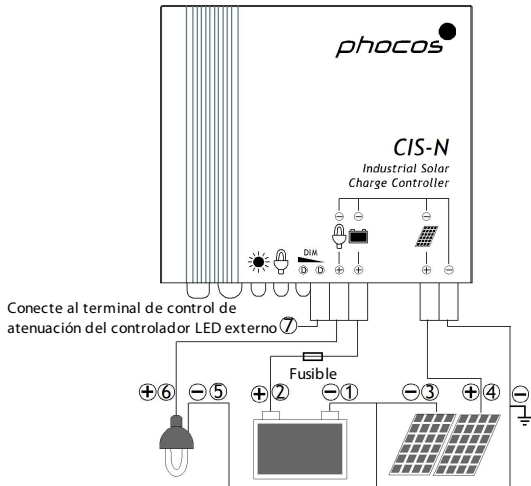 phocos
CIS-N
Industrial Solar
Charge Controller
DIM
D D
Conecte al terminal de control de
atenuación del controlador LED externo 7
Fusible
+ 6 - 5 + 2 - 1 - 3 + 4 -